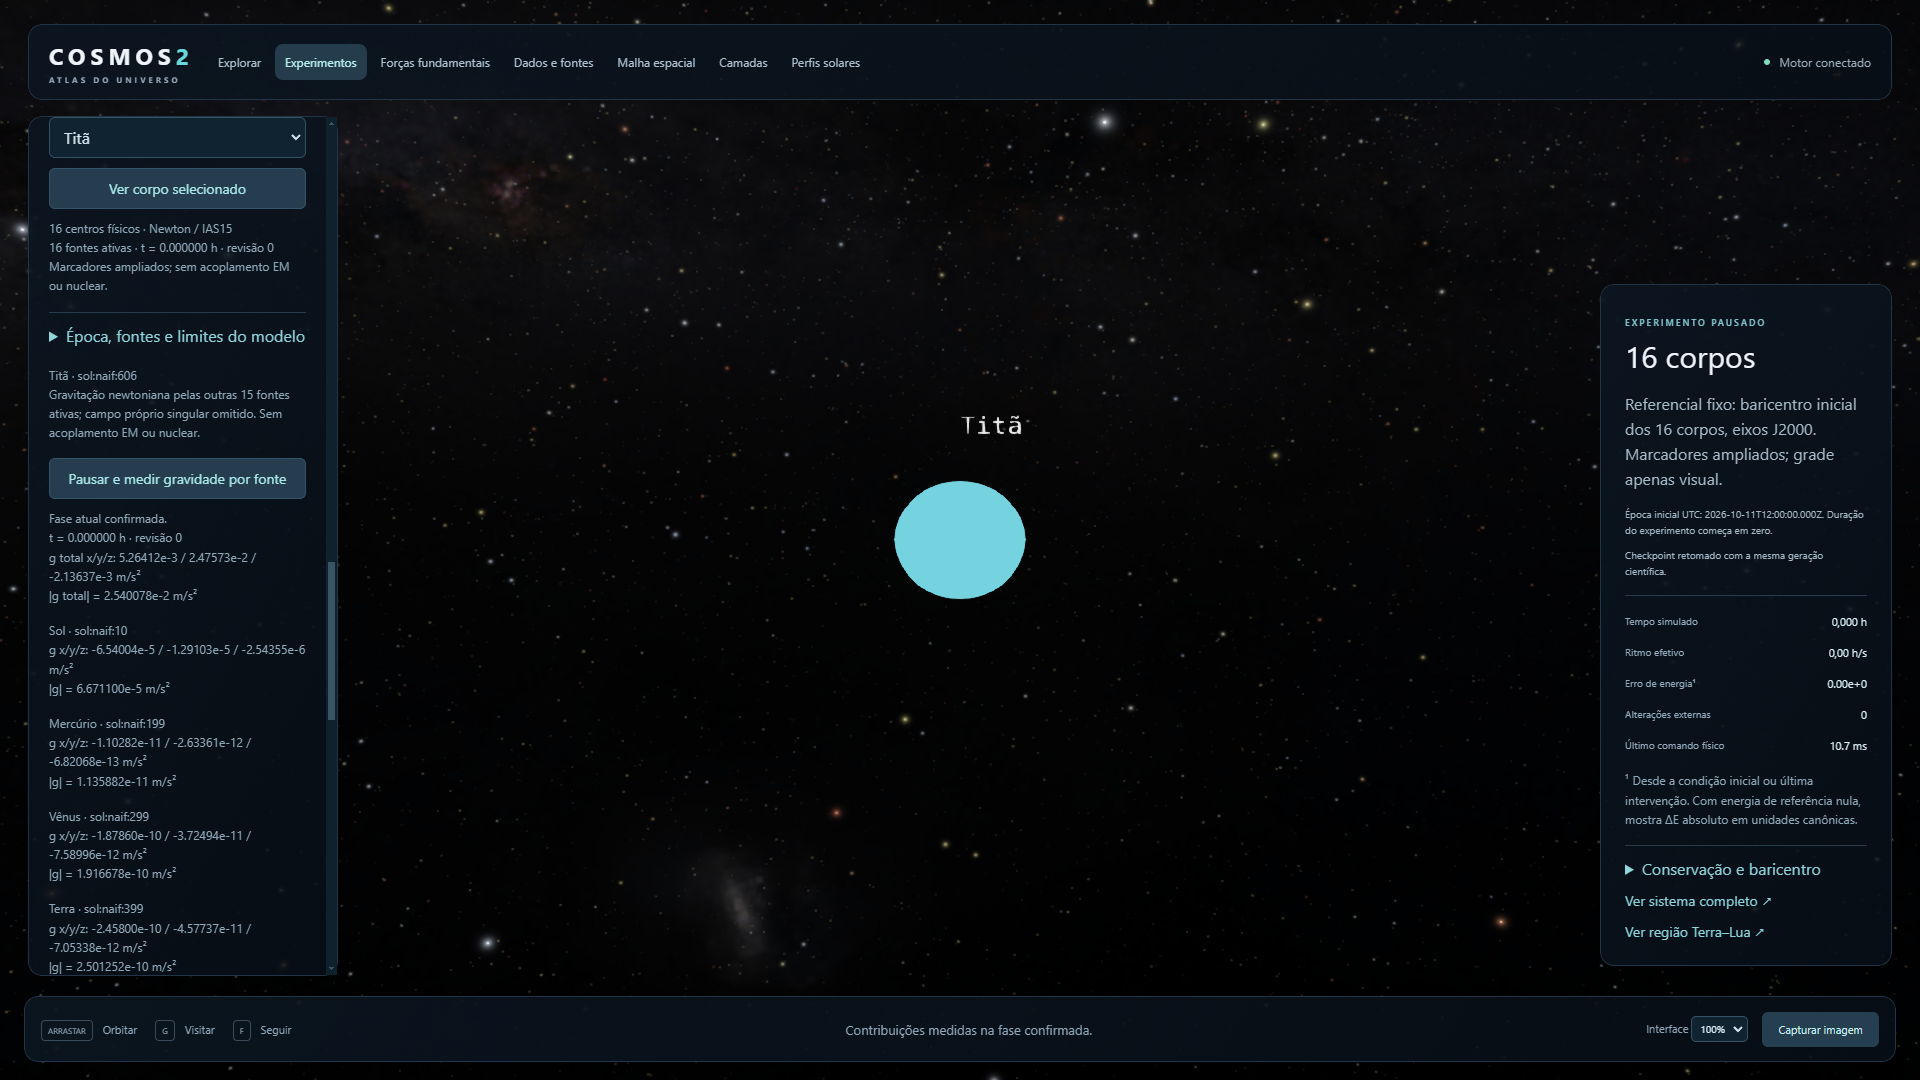 COSMOS2
ATLAS DO UNIVERSO
Explorar
Experimentos
Forças fundamentais
Dados e fontes
Malha espacial
Camadas
Perfis solares
Motor conectado
Titã
Ver corpo selecionado
16 centros físicos · Newton / IAS15
16 fontes ativas · t = 0.000000 h · revisão 0
Marcadores ampliados; sem acoplamento EM
ou nuclear.
Época, fontes e limites do modelo
Titã · sol:naif:606
Gravitação newtoniana pelas outras 15 fontes
ativas; campo próprio singular omitido. Sem
acoplamento EM ou nuclear.
Pausar e medir gravidade por fonte
Fase atual confirmada.
t = 0.000000 h · revisão 0
g total x/y/z: 5.26412e-3 / 2.47573e-2 /
-2.13637e-3 m/s²
|g total| = 2.540078e-2 m/s²
Sol · sol:naif:10
g x/y/z: -6.54004e-5 / -1.29103e-5 / -2.54355e-6
m/s²
|g| = 6.671100e-5 m/s²
Mercúrio · sol:naif:199
g x/y/z: -1.10282e-11 / -2.63361e-12 /
-6.82068e-13 m/s²
|g| = 1.135882e-11 m/s²
Vênus · sol:naif:299
g x/y/z: -1.87860e-10 / -3.72494e-11 /
-7.58996e-12 m/s²
|g| = 1.916678e-10 m/s²
Terra · sol:naif:399
g x/y/z: -2.45800e-10 / -4.57737e-11 /
-7.05338e-12 m/s²
|g| = 2.501252e-10 m/s²
Titã
EXPERIMENTO PAUSADO
16 corpos
Referencial fixo: baricentro inicial
dos 16 corpos, eixos J2000.
Marcadores ampliados; grade
apenas visual.
Época inicial UTC: 2026-10-11T12:00:00.000Z. Duração
do experimento começa em zero.
Checkpoint retomado com a mesma geração
científica.
Tempo simulado 0,000 h
Ritmo efetivo 0,00 h/s
Erro de energia¹ 0.00e+0
Alterações externas 0
Último comando físico 10.7 ms
¹ Desde a condição inicial ou última
intervenção. Com energia de referência nula,
mostra ΔE absoluto em unidades canônicas.
Conservação e baricentro
Ver sistema completo ↗
Ver região Terra–Lua ↗
ARRASTAR Orbitar G Visitar F Seguir
Contribuições medidas na fase confirmada.
Interface 100%
Capturar imagem